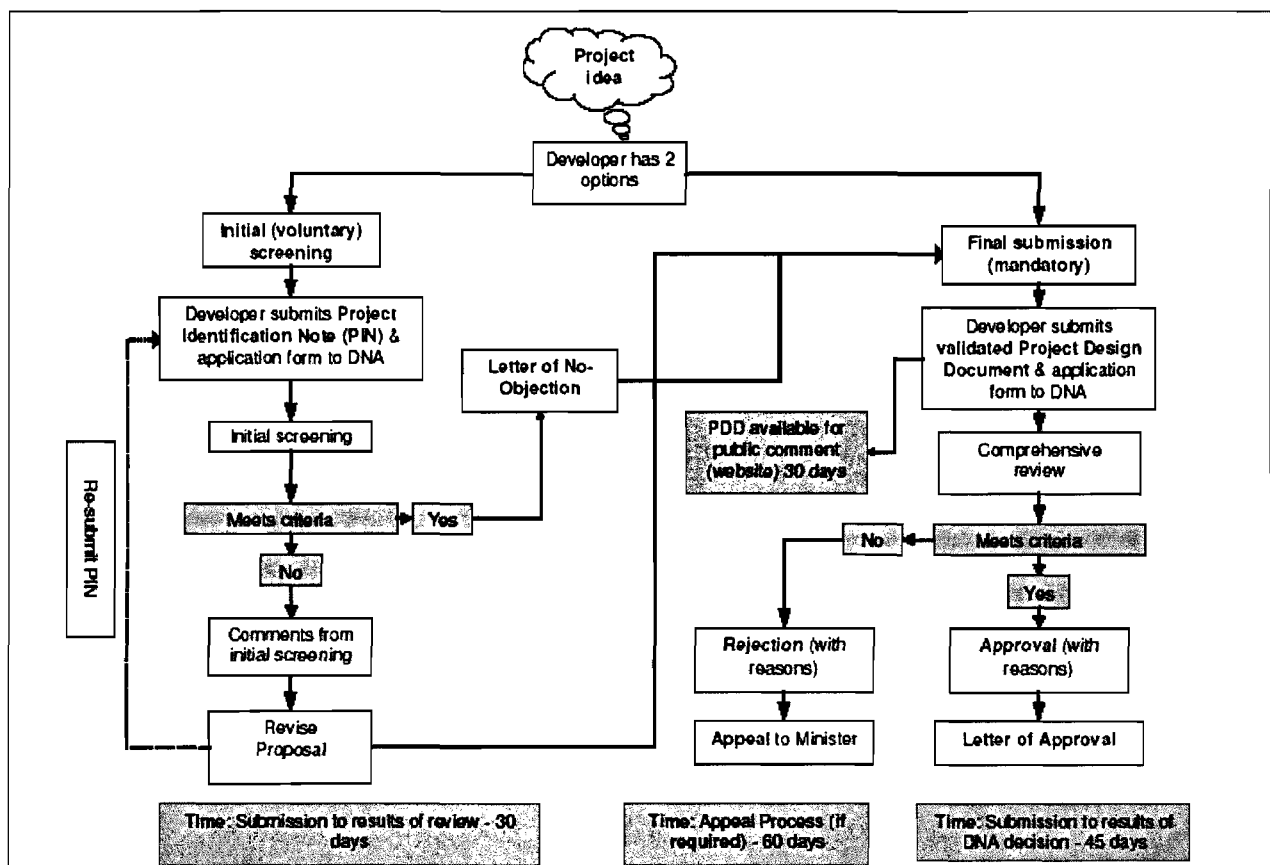 Project
idea
Developer has 2
options
Initial (voluntary)
screening
Developer submits Project
Identification Note (PIN) &
application form to DNA
Initial screening
Meets criteria
Yes
No
Comments from
initial screening
Revise
Proposal
Re-submit PIN
Letter of No-
Objection
Final submission
(mandatory)
Developer submits
validated Project Design
Document & application
form to DNA
PDD available for
public comment
(website) 30 days
Comprehensive
review
Meets criteria
No
Yes
Rejection (with
reasons)
Approval (with
reasons)
Appeal to Minister
Letter of Approval
Time: Submission to results of review - 30
days
Time: Appeal Process (if
required) - 60 days
Time: Submission to results of
DNA decision - 45 days